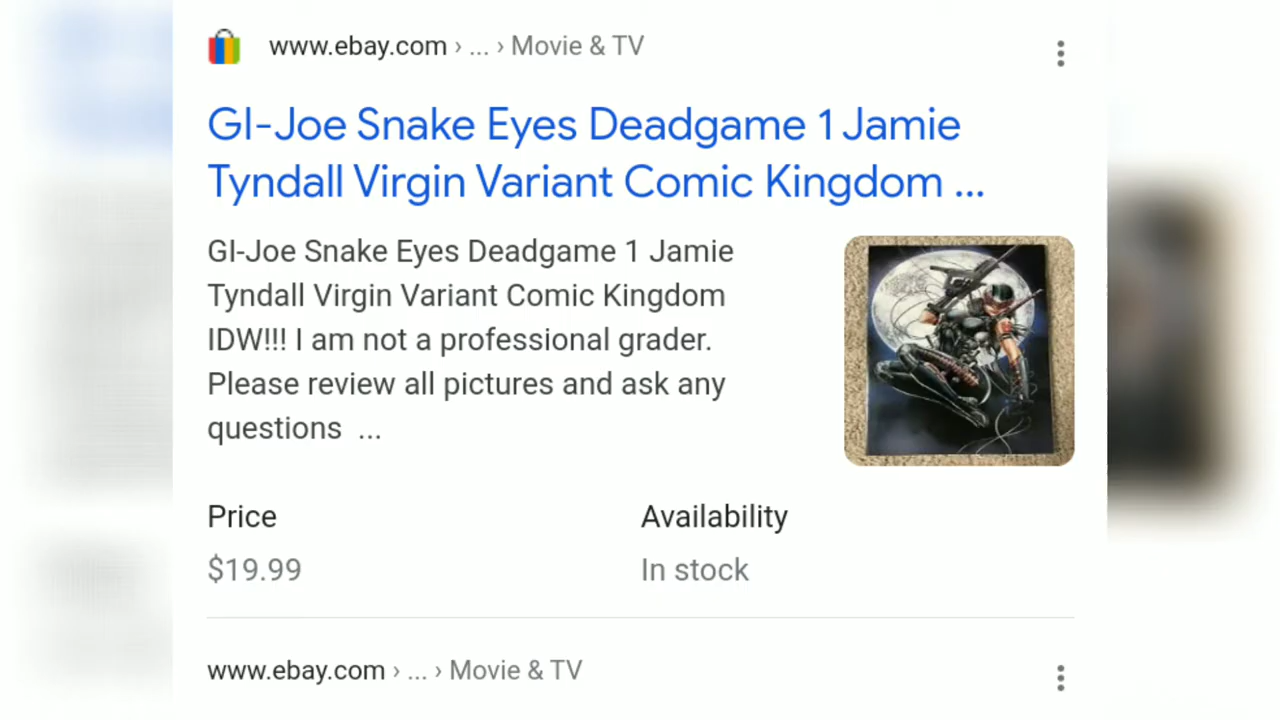 www.ebay.com › ... › Movie & TV
GI-Joe Snake Eyes Deadgame 1 Jamie
Tyndall Virgin Variant Comic Kingdom ...
GI-Joe Snake Eyes Deadgame 1 Jamie
Tyndall Virgin Variant Comic Kingdom
IDW!!! I am not a professional grader.
Please review all pictures and ask any
questions ...
Price Availability
$19.99 In stock
www.ebay.com › ... › Movie & TV